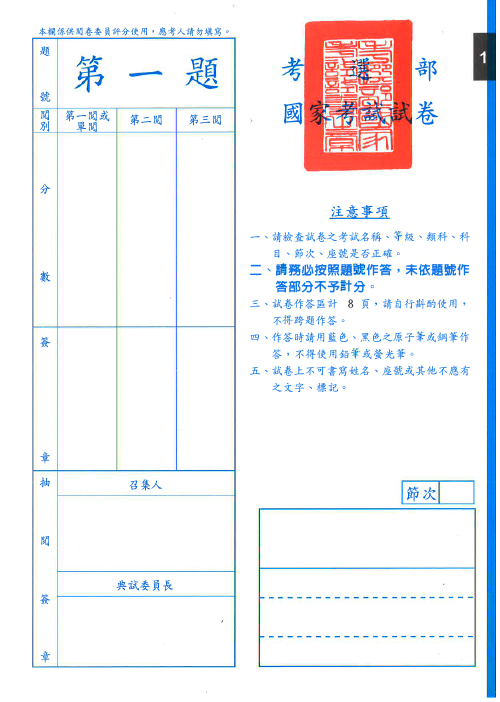 本欄係供閱卷委員評分使用，應考人請勿填寫。
題號
第一題
閱別
第一閱或單閱
第二閱
第三閱
分數
簽章
抽閱簽章
召集人
典試委員長
考選部
國家考試試卷
1
注意事項
一、請檢查試卷之考試名稱、等級、類科、科
目、節次、座號是否正確。
二、請務必按照題號作答，未依題號作
答部分不予計分。
三、試卷作答區計 8 頁，請自行斟酌使用，
不得跨題作答。
四、作答時請用藍色、黑色之原子筆或鋼筆作
答，不得使用鉛筆或螢光筆。
五、試卷上不可書寫姓名、座號或其他不應有
之文字、標記。
節次